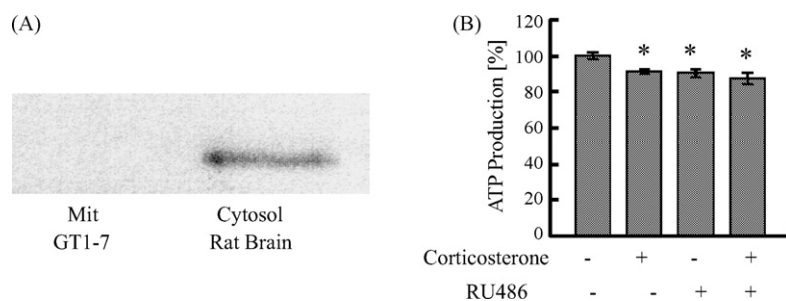 (A)
Mit
GT1-7
Cytosol
Rat Brain
(B)
ATP Production [%]
120
100
80
60
40
20
0
* * *
Corticosterone - + - +
RU486 - - + +